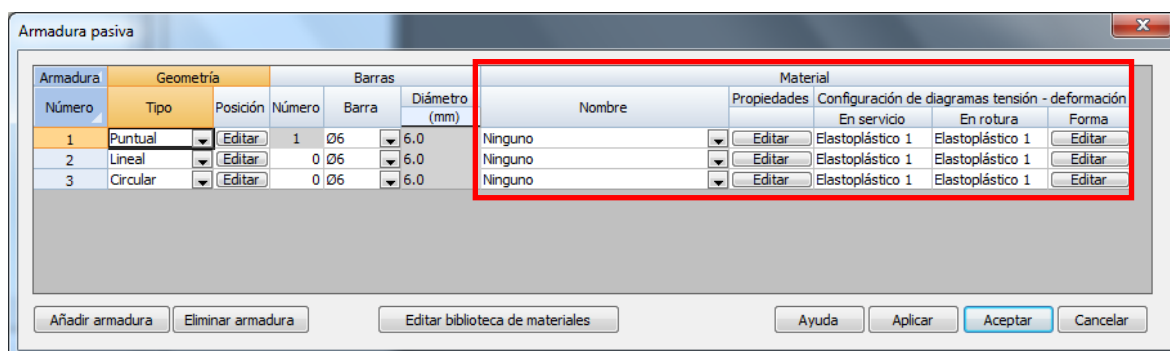 Armadura pasiva
x
Armadura Geometría Barras Material
Número Tipo Posición Número Barra Diámetro (mm) Nombre Propiedades Configuración de diagramas tensión - deformación
En servicio En rotura Forma
1 Puntual Editar 1 Ø6 6.0 Ninguno Editar Elastoplástico 1 Elastoplástico 1 Editar
2 Lineal Editar 0 Ø6 6.0 Ninguno Editar Elastoplástico 1 Elastoplástico 1 Editar
3 Circular Editar 0 Ø6 6.0 Ninguno Editar Elastoplástico 1 Elastoplástico 1 Editar
Añadir armadura Eliminar armadura Editar biblioteca de materiales Ayuda Aplicar Aceptar Cancelar